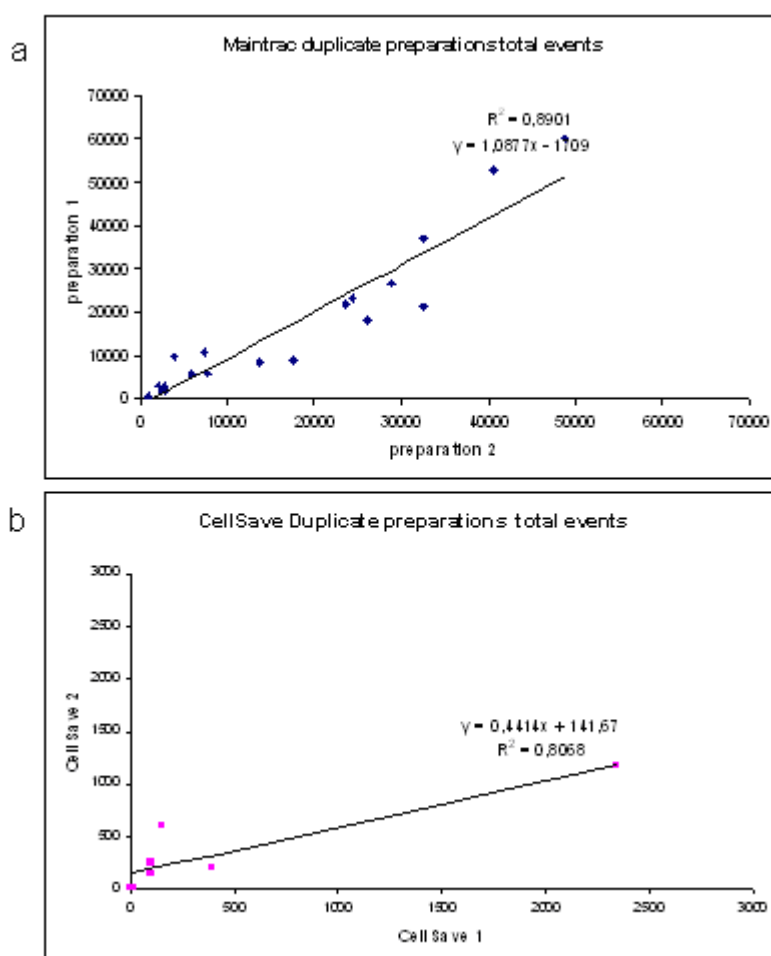 a
Maintrac duplicate preparations total events
R² = 0,8901
y = 1,0877x - 1709
70000
60000
50000
40000
30000
20000
10000
0
preparation 1
0 10000 20000 30000 40000 50000 60000 70000
preparation 2
b
CellSave Duplicate preparations total events
3000
2500
2000
1500
1000
500
0
Cell Save 2
y = 0,4414x + 141,67
R² = 0,8068
0 500 1000 1500 2000 2500 3000
Cell Save 1